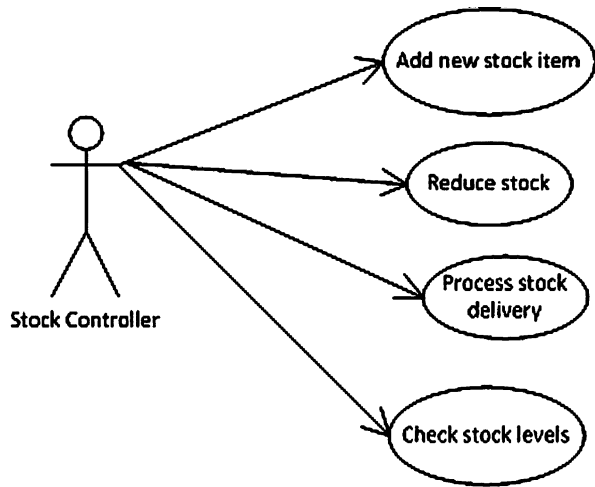 Add new stock item
Reduce stock
Process stock
delivery
Stock Controller
Check stock levels